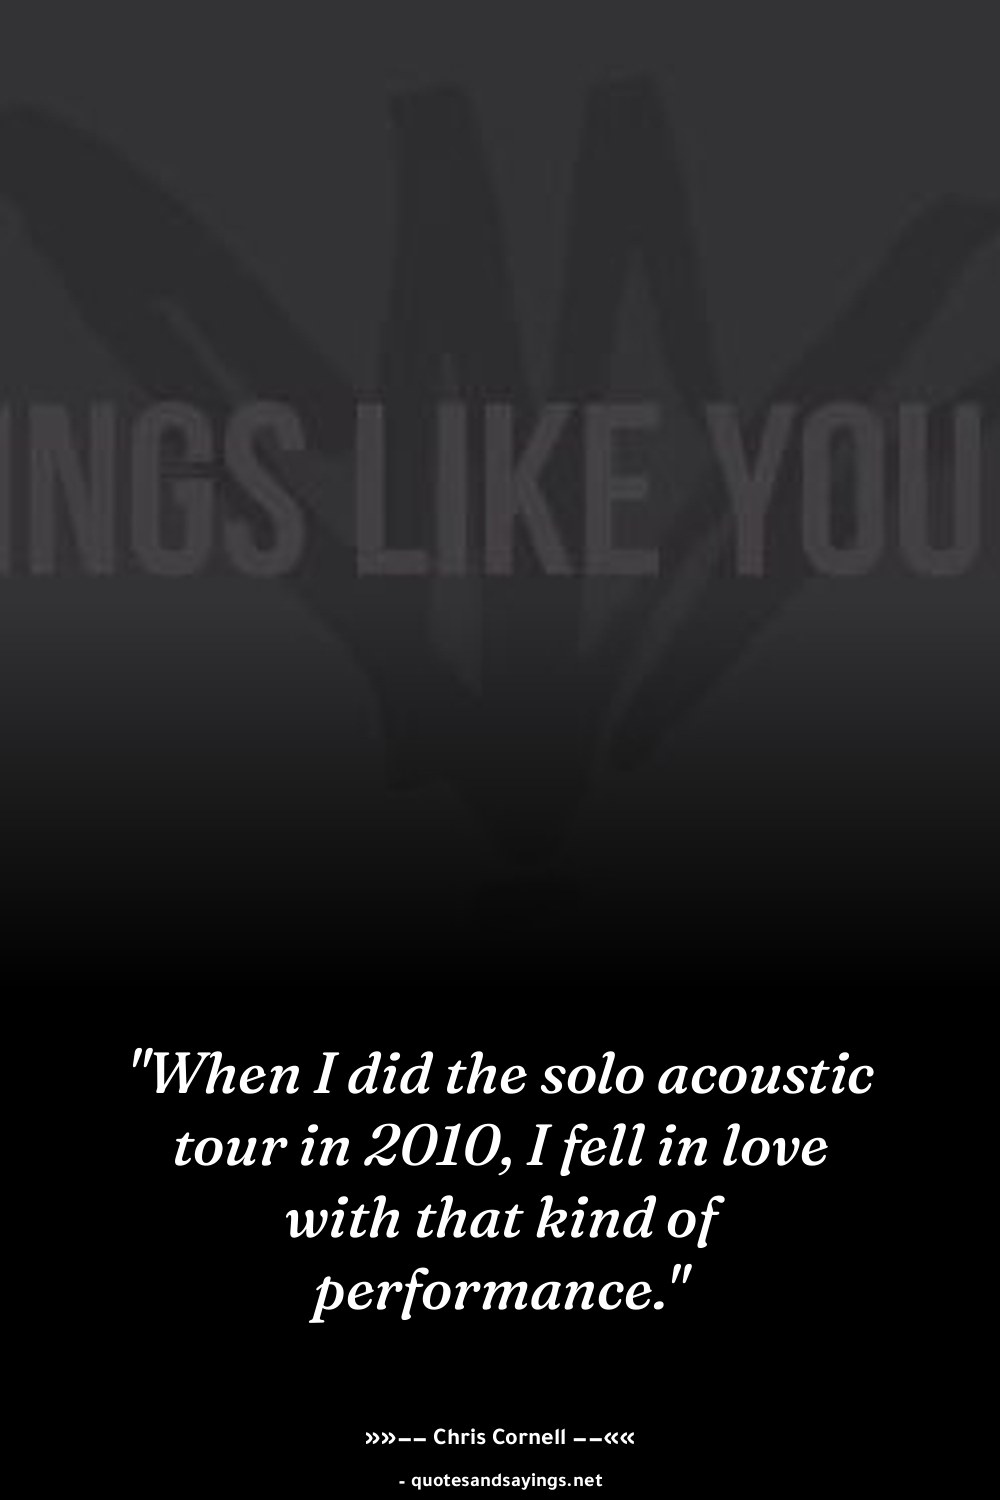 INGS LIKE YOU
"When I did the solo acoustic
tour in 2010, I fell in love
with that kind of
performance."
»»–– Chris Cornell ––««
- quotesandsayings.net